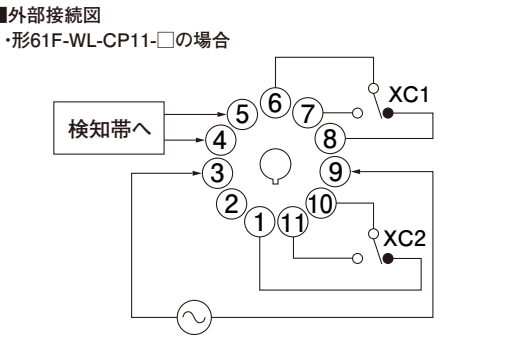 ■外部接続図
・形61F-WL-CP11-□の場合
XC1
検知帯へ
⑤
⑥
⑦
④
⑧
③
⑨
②
⑩
①
⑪
XC2